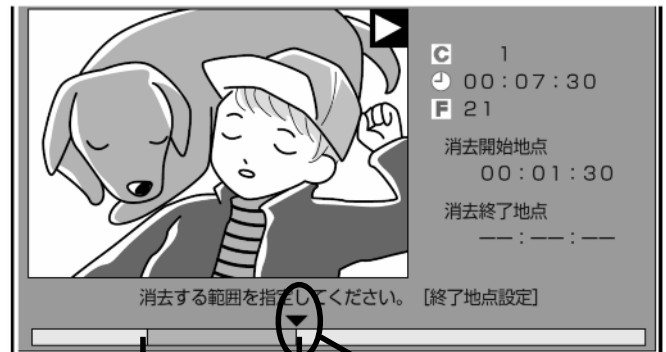 C 1
00:07:30
F 21
消去開始地点
00:01:30
消去終了地点
――:――:――
消去する範囲を指定してください。［終了地点設定］